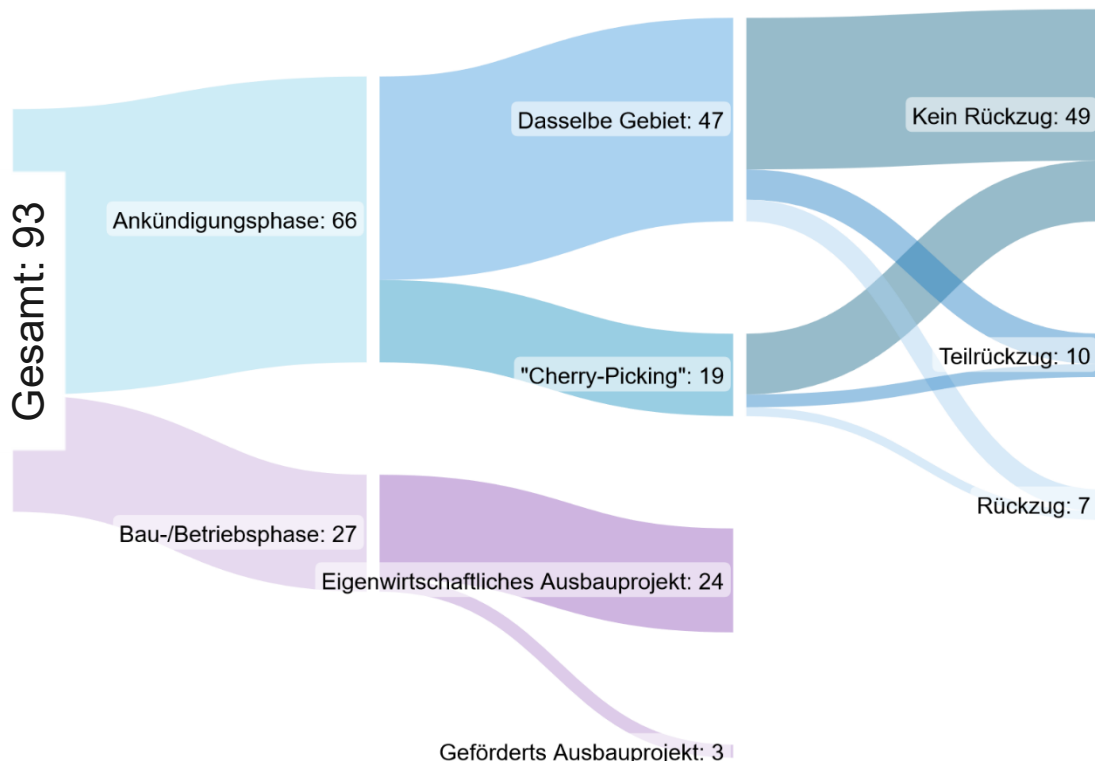 Gesamt: 93
Ankündigungsphase: 66
Bau-/Betriebsphase: 27
Dasselbe Gebiet: 47
"Cherry-Picking": 19
Eigenwirtschaftliches Ausbauprojekt: 24
Geförderts Ausbauprojekt: 3
Kein Rückzug: 49
Teilrückzug: 10
Rückzug: 7